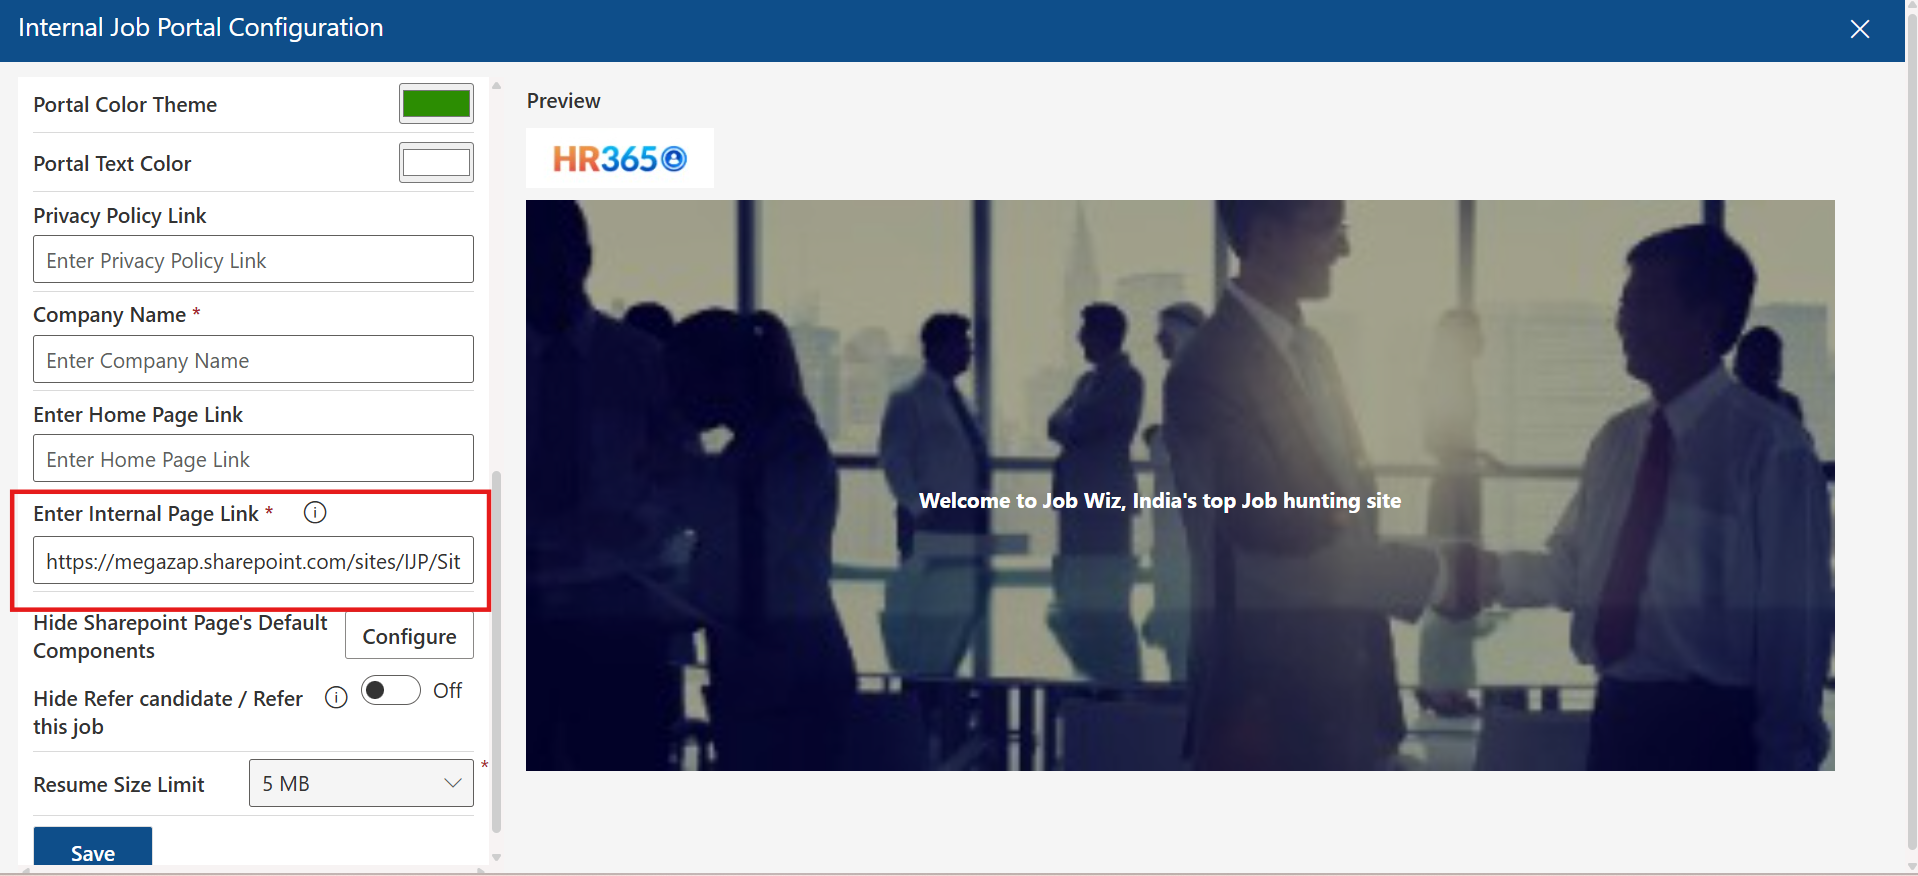 Internal Job Portal Configuration
Portal Color Theme
Portal Text Color
Privacy Policy Link
Enter Privacy Policy Link
Company Name *
Enter Company Name
Enter Home Page Link
Enter Home Page Link
Enter Internal Page Link *
https://megazap.sharepoint.com/sites/IJP/Sit
Hide Sharepoint Page's Default
Components
Configure
Hide Refer candidate / Refer
this job
Off
Resume Size Limit
5 MB
*
Save
Preview
HR365
Welcome to Job Wiz, India's top Job hunting site